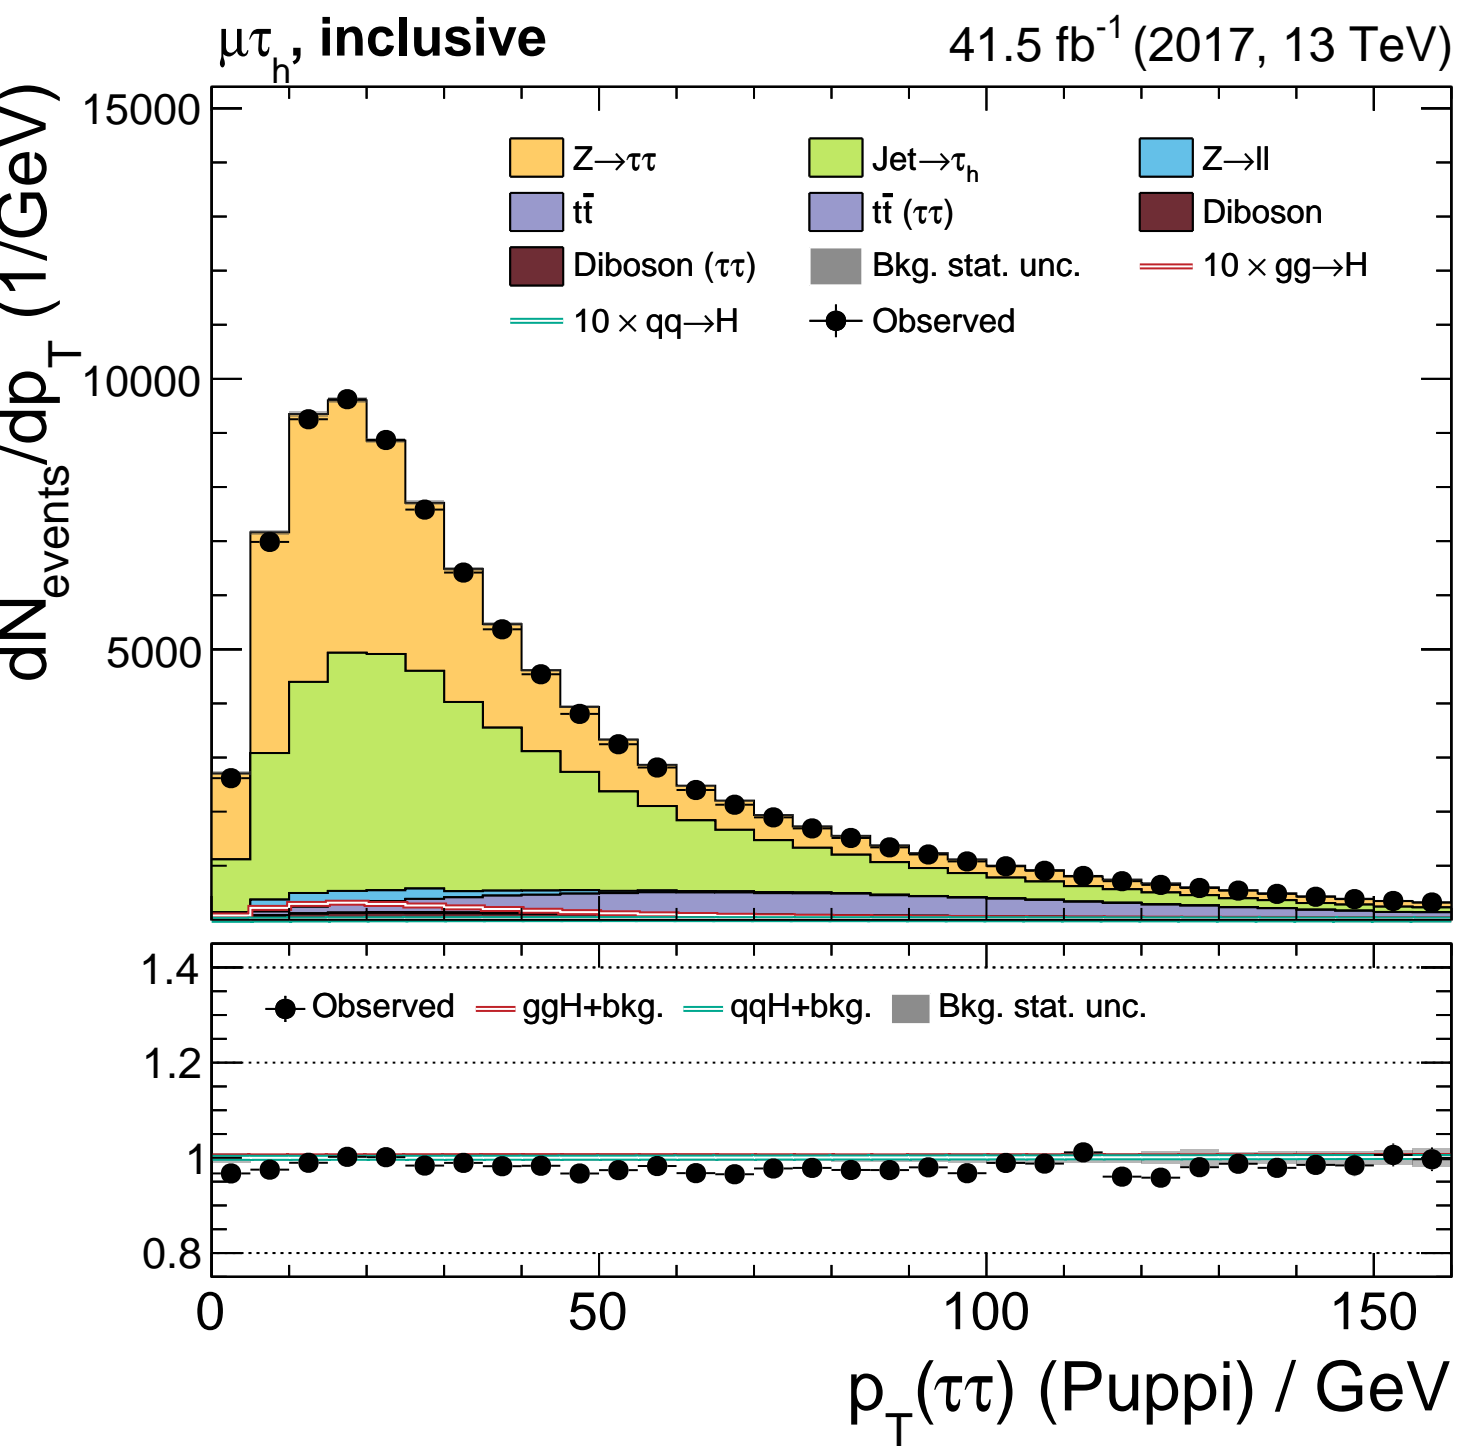 μτh, inclusive
41.5 fb-1 (2017, 13 TeV)
dNevents/dpT (1/GeV)
15000
10000
5000
Z→ττ Jet→τh Z→ll
tt̄ tt̄ (ττ) Diboson
Diboson (ττ) Bkg. stat. unc. 10 × gg→H
10 × qq→H Observed
1.4
1.2
1
0.8
Observed ggH+bkg. qqH+bkg. Bkg. stat. unc.
0 50 100 150
pT(ττ) (Puppi) / GeV